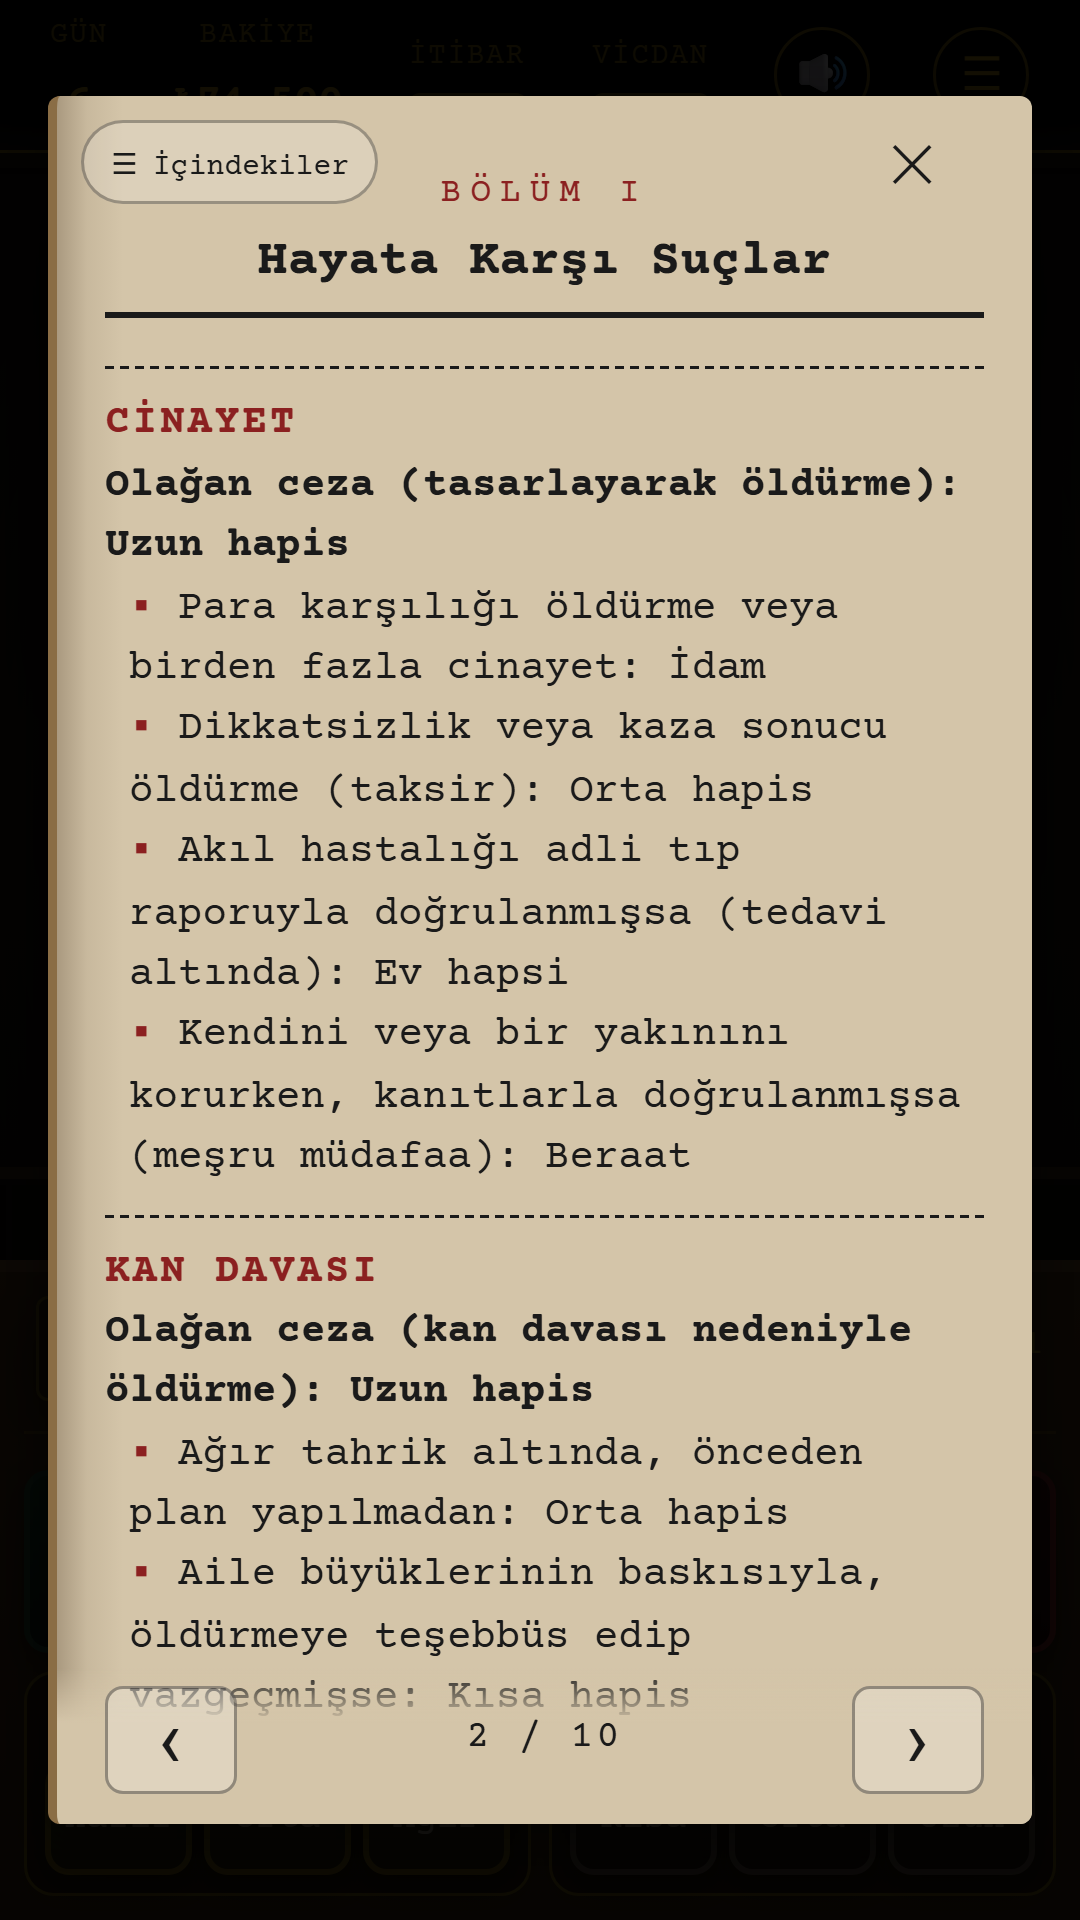 GÜN BAKİYE İTİBAR VİCDAN
☰ İçindekiler
BÖLÜM I
Hayata Karşı Suçlar
CİNAYET
Olağan ceza (tasarlayarak öldürme):
Uzun hapis
▪ Para karşılığı öldürme veya
birden fazla cinayet: İdam
▪ Dikkatsizlik veya kaza sonucu
öldürme (taksir): Orta hapis
▪ Akıl hastalığı adli tıp
raporuyla doğrulanmışsa (tedavi
altında): Ev hapsi
▪ Kendini veya bir yakınını
korurken, kanıtlarla doğrulanmışsa
(meşru müdafaa): Beraat
KAN DAVASI
Olağan ceza (kan davası nedeniyle
öldürme): Uzun hapis
▪ Ağır tahrik altında, önceden
plan yapılmadan: Orta hapis
▪ Aile büyüklerinin baskısıyla,
öldürmeye teşebbüs edip
vazgeçmişse: Kısa hapis
‹ 2 / 10 ›